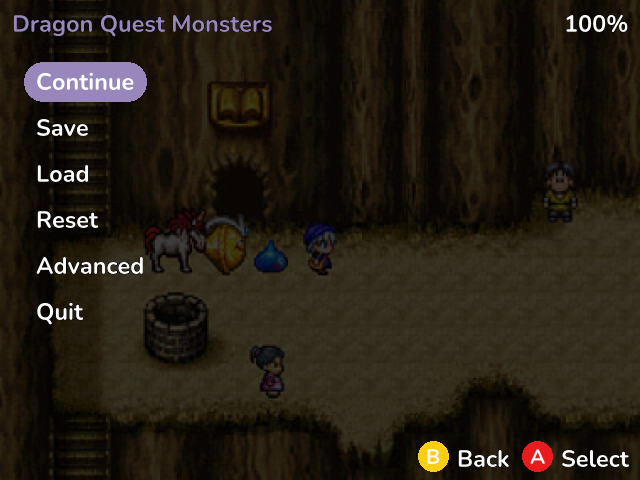 Dragon Quest Monsters 100%
Continue
Save
Load
Reset
Advanced
Quit
B Back A Select